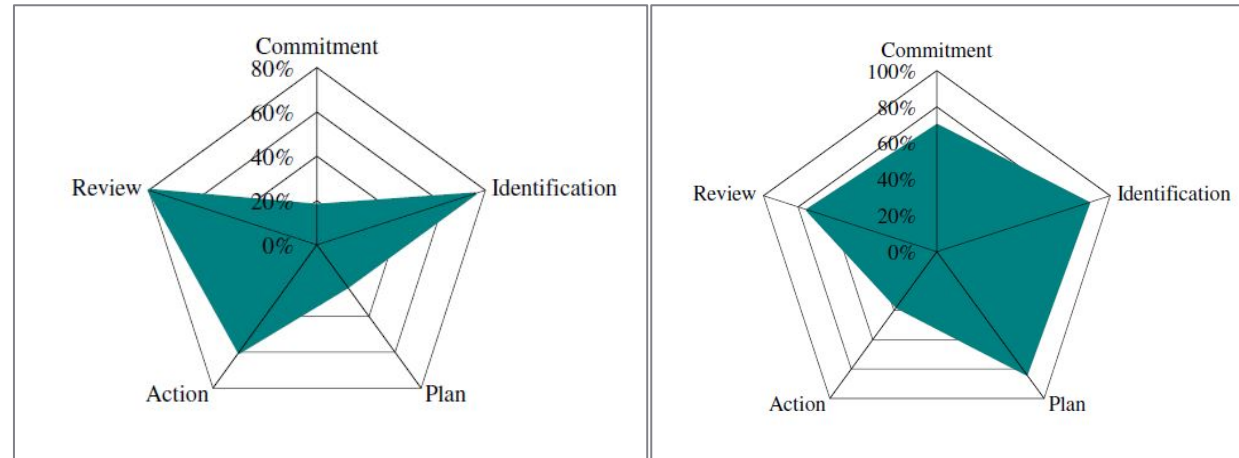 Commitment
80%
60%
40%
20%
0%
Review
Identification
Action
Plan
Commitment
100%
80%
60%
40%
20%
0%
Review
Identification
Action
Plan